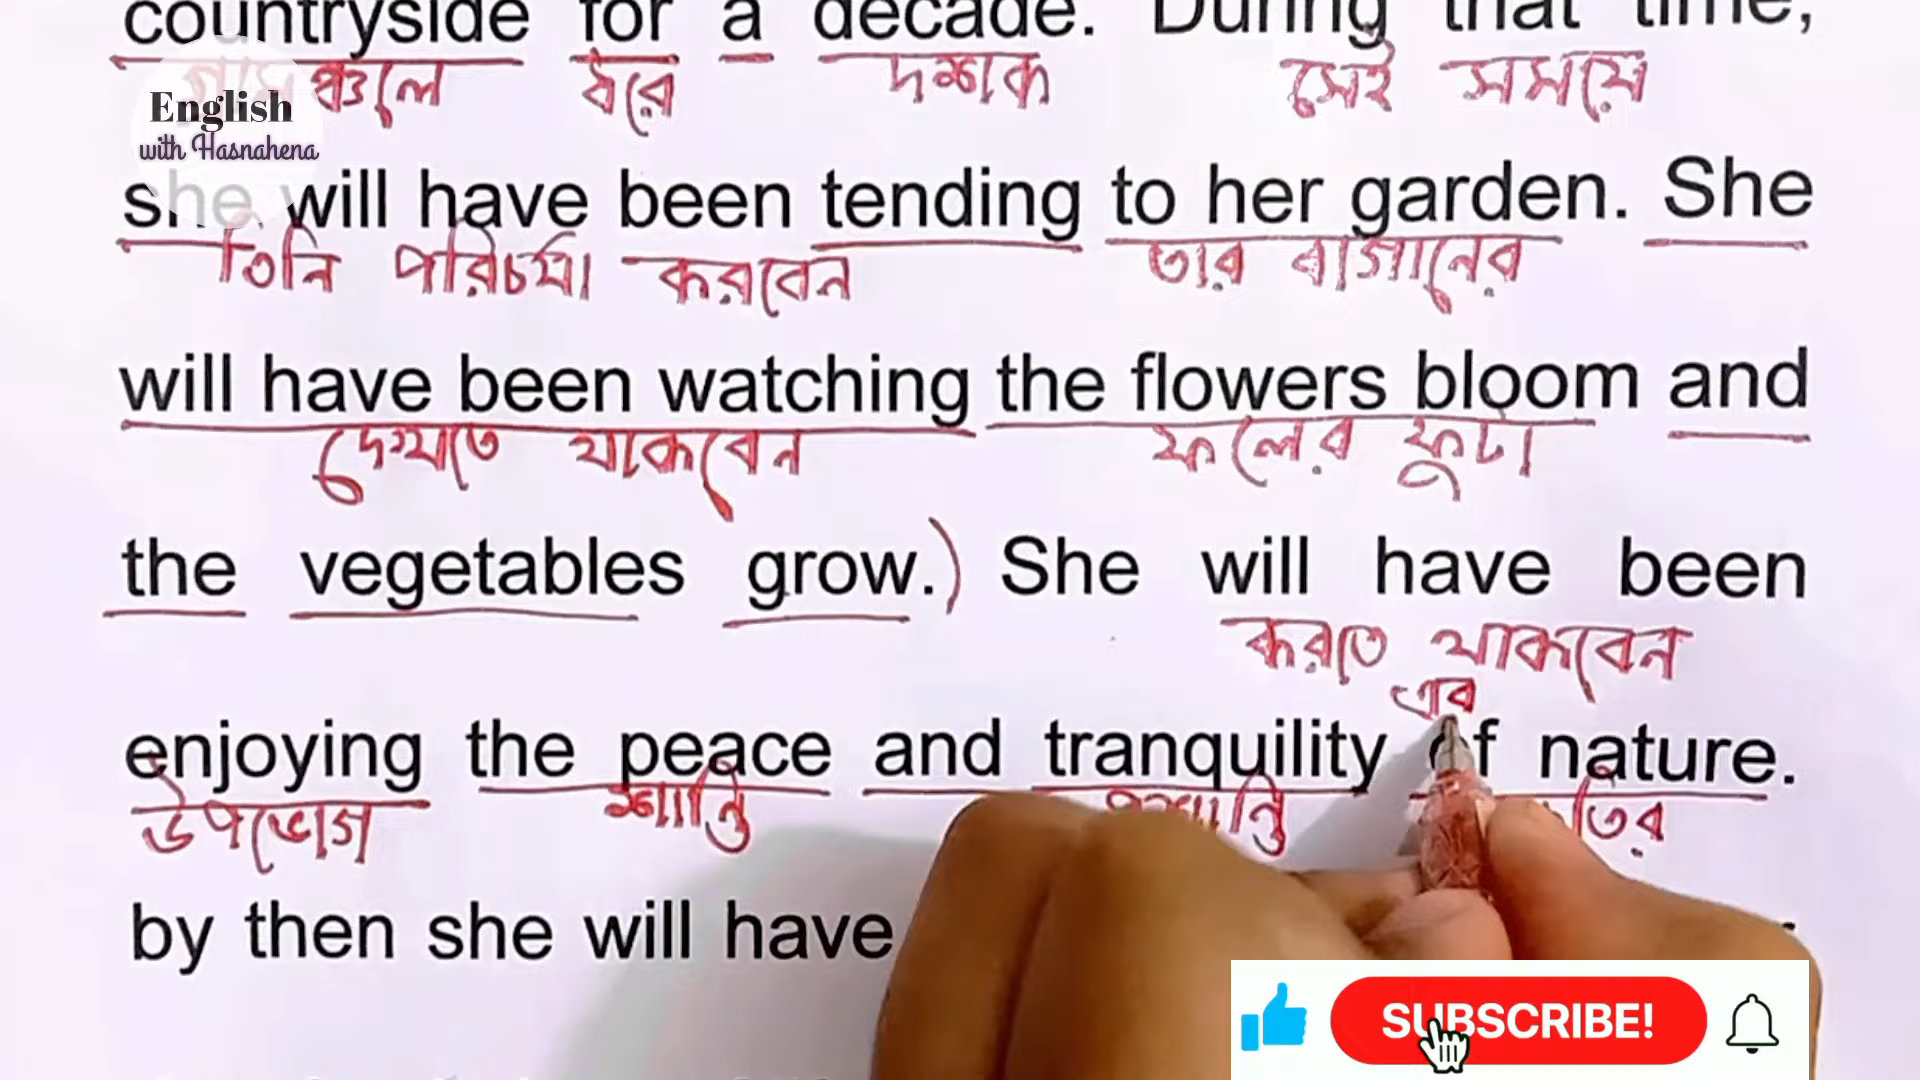 countryside for a decade. During that time,
ধরে দশক সেই সময়ে
English
with Hasnahena
she will have been tending to her garden. She
তিনি পরিচর্যা করবেন তার বাগানের
will have been watching the flowers bloom and
দেখতে থাকবেন ফলের ফুটা
the vegetables grow.) She will have been
করতে থাকবেন
এব
enjoying the peace and tranquility of nature.
উপভোগ শান্তি
by then she will have
SUBSCRIBE!